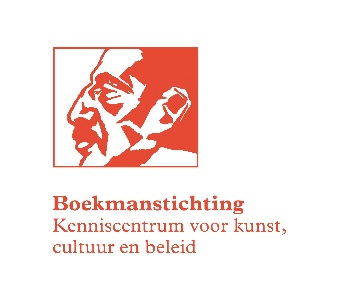 Boekmanstichting
Kenniscentrum voor kunst,
cultuur en beleid